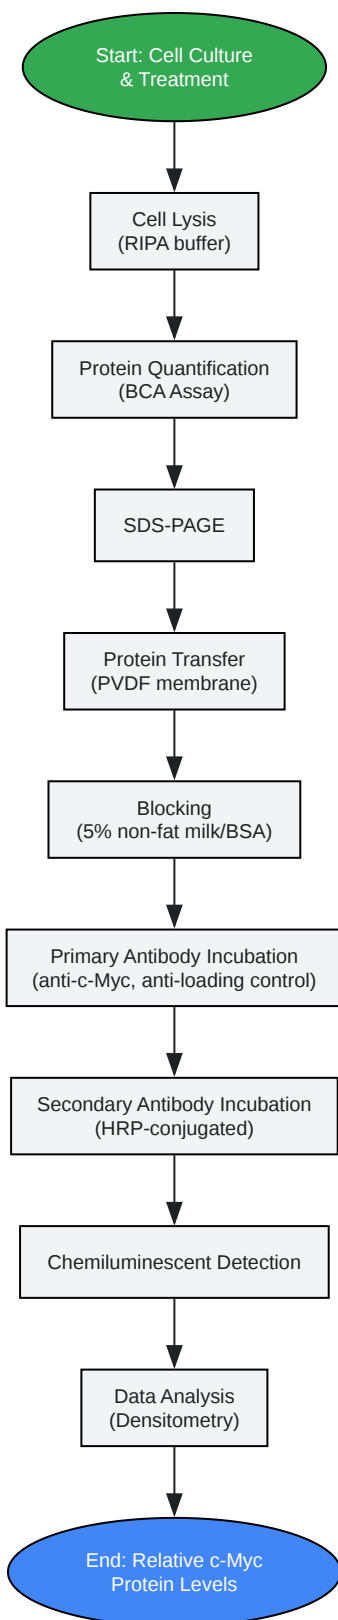 Start: Cell Culture
& Treatment
Cell Lysis
(RIPA buffer)
Protein Quantification
(BCA Assay)
SDS-PAGE
Protein Transfer
(PVDF membrane)
Blocking
(5% non-fat milk/BSA)
Primary Antibody Incubation
(anti-c-Myc, anti-loading control)
Secondary Antibody Incubation
(HRP-conjugated)
Chemiluminescent Detection
Data Analysis
(Densitometry)
End: Relative c-Myc
Protein Levels